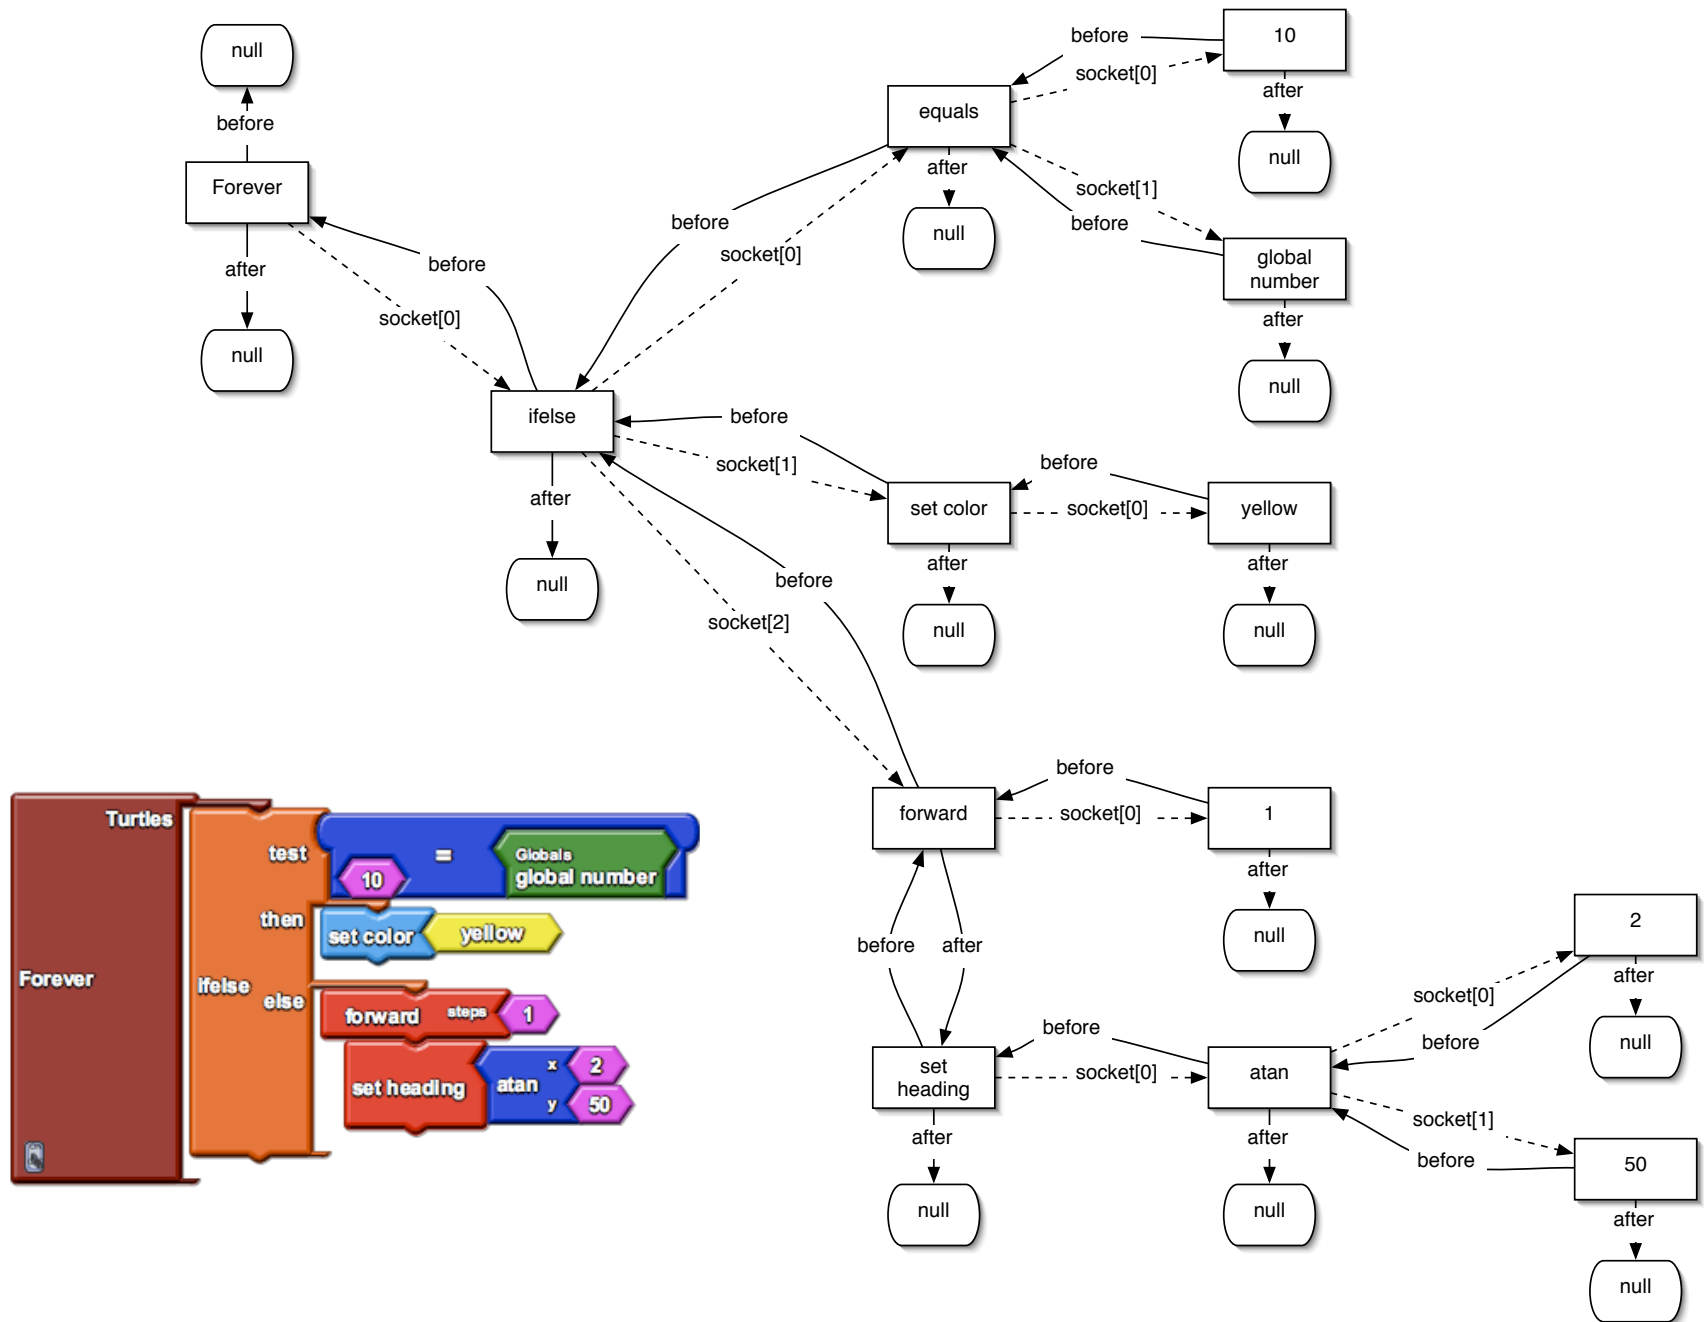 null
before
Forever
after
null
before
socket[0]
before
socket[0]
equals
after
null
before
socket[0]
10
after
null
socket[1]
before
global
number
after
null
ifelse
after
null
before
socket[1]
set color
after
null
before
socket[0]
yellow
after
null
before
socket[2]
forward
before
socket[0]
1
after
null
before
after
set
heading
after
null
before
socket[0]
atan
after
null
socket[0]
before
2
after
null
socket[1]
before
50
after
null
Turtles
Forever
test
then
ifelse
else
10
=
Globals
global number
set color
yellow
forward
steps
1
set heading
atan
x
2
y
50